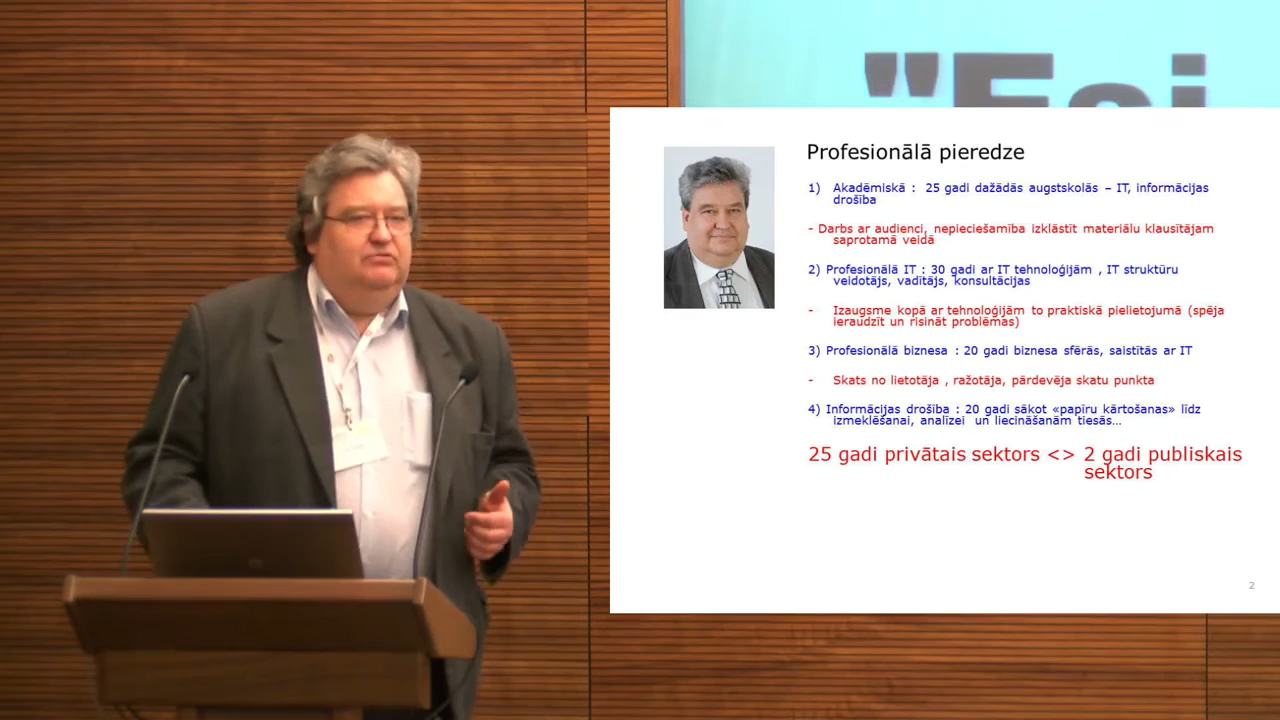 "Esi
Profesionālā pieredze
1) Akadēmiskā : 25 gadi dažādās augstskolās – IT, informācijas
drošība
- Darbs ar audienci, nepieciešamība izklāstīt materiālu klausītājam
saprotamā veidā
2) Profesionālā IT : 30 gadi ar IT tehnoloģijām , IT struktūru
veidotājs, vadītājs, konsultācijas
- Izaugsme kopā ar tehnoloģijām to praktiskā pielietojumā (spēja
ieraudzīt un risināt problēmas)
3) Profesionālā biznesa : 20 gadi biznesa sfērās, saistītās ar IT
- Skats no lietotāja , ražotāja, pārdevēja skatu punkta
4) Informācijas drošība : 20 gadi sākot «papīru kārtošanas» līdz
izmeklēšanai, analīzei un liecināšanām tiesās…
25 gadi privātais sektors <> 2 gadi publiskais
sektors
2